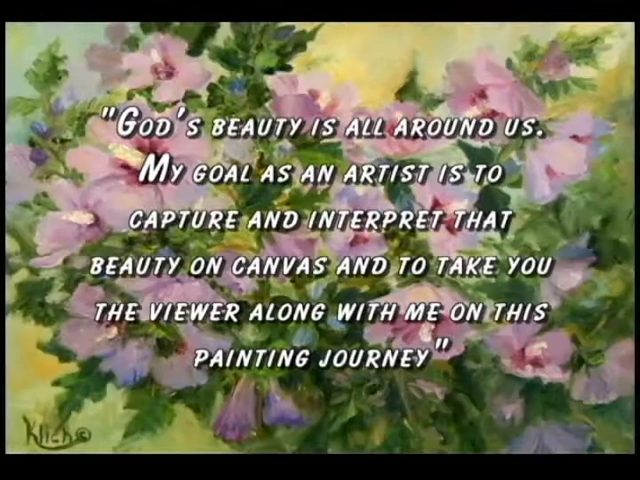 "God's beauty is all around us.
My goal as an artist is to
capture and interpret that
beauty on canvas and to take you
the viewer along with me on this
painting journey"
Klick©